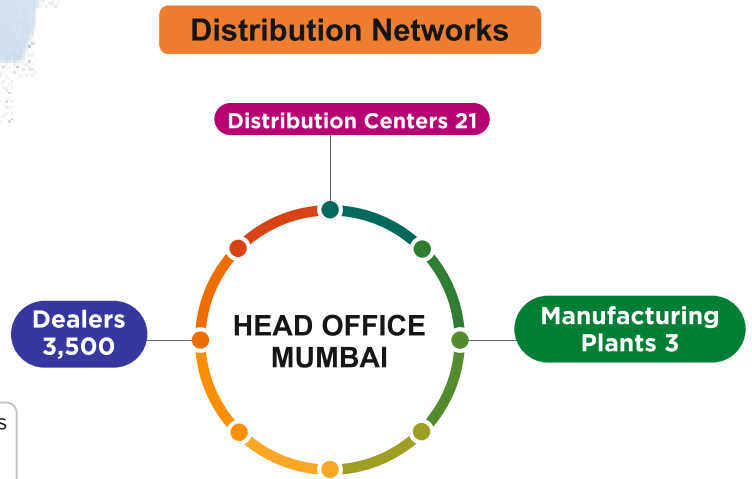 Distribution Networks
Distribution Centers 21
Dealers
3,500
HEAD OFFICE
MUMBAI
Manufacturing
Plants 3